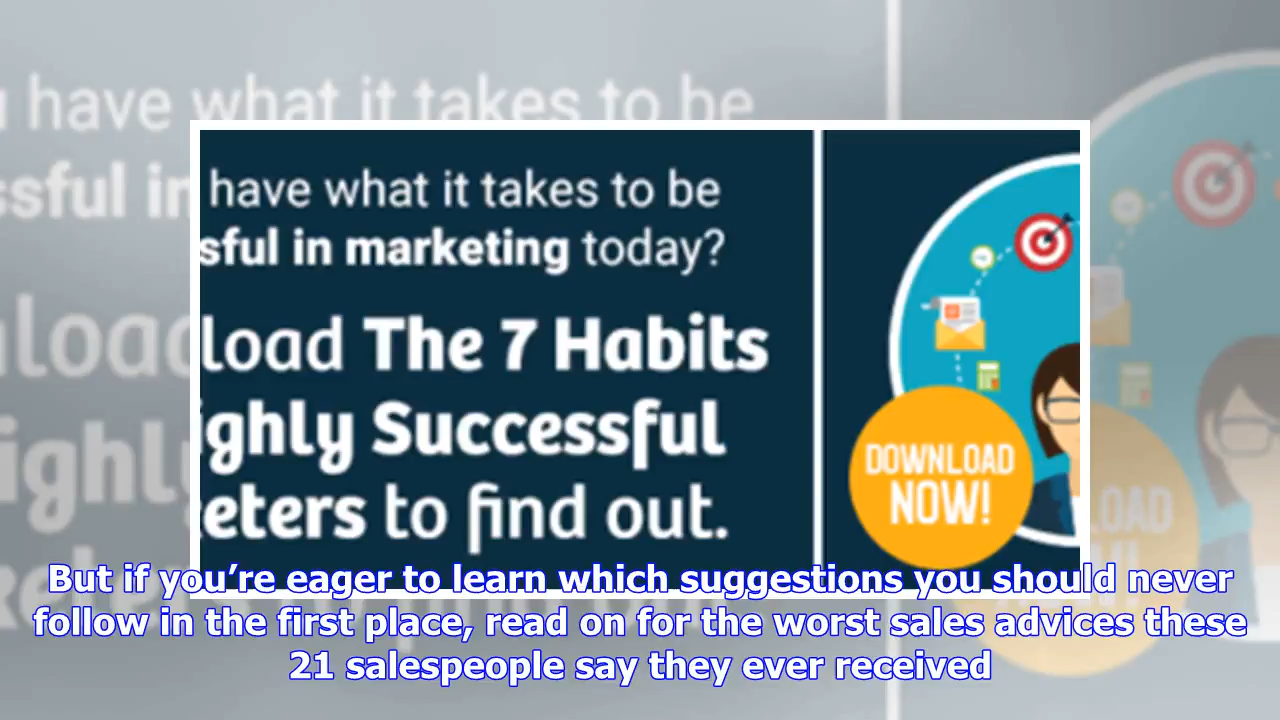 have what it takes to be
sful in marketing today?
load The 7 Habits
ighly Successful
eters to find out.
DOWNLOAD
NOW!
But if you’re eager to learn which suggestions you should never
follow in the first place, read on for the worst sales advices these
21 salespeople say they ever received